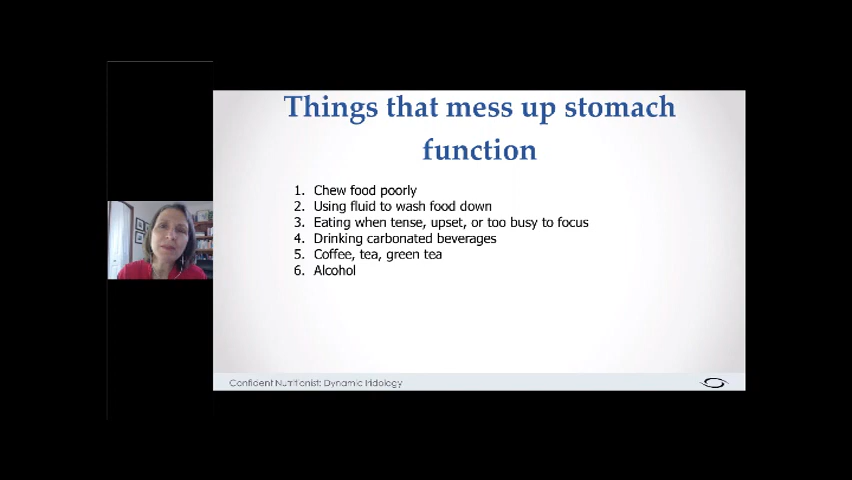 Things that mess up stomach
function
1. Chew food poorly
2. Using fluid to wash food down
3. Eating when tense, upset, or too busy to focus
4. Drinking carbonated beverages
5. Coffee, tea, green tea
6. Alcohol
Confident Nutritionist: Dynamic Iridology